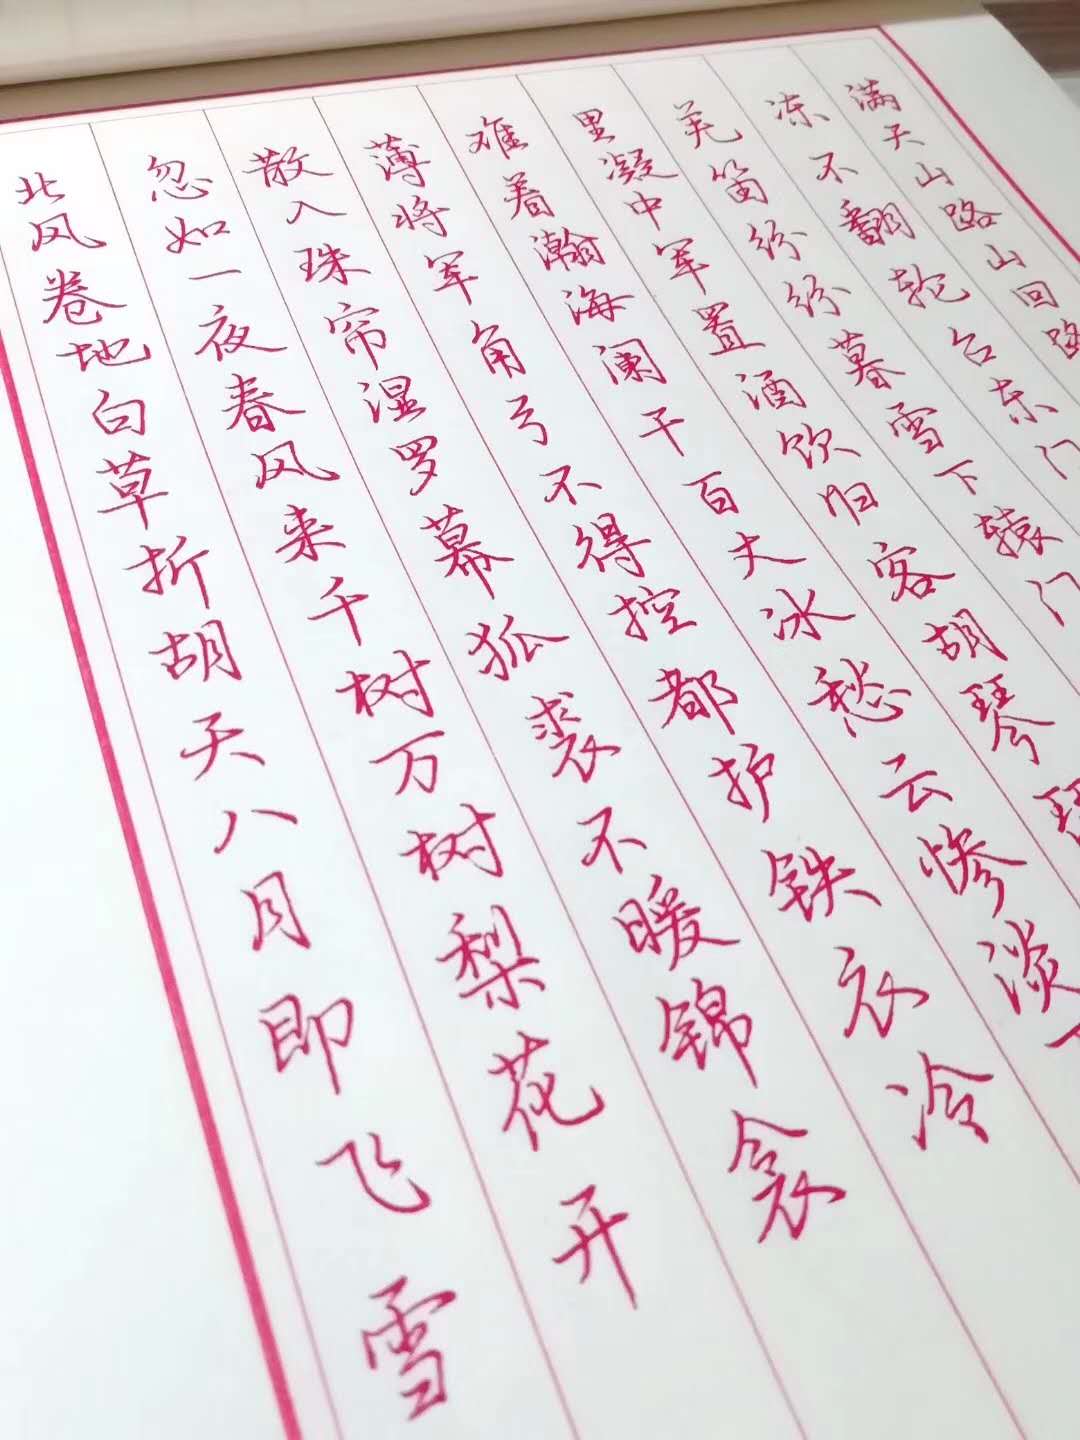 北风卷地白草折胡天八月即飞雪
忽如一夜春风来千树万树梨花开
散入珠帘湿罗幕狐裘不暖锦衾
薄将军角弓不得控都护铁衣冷
难着瀚海阑干百丈冰愁云惨淡
里凝中军置酒饮归客胡琴
羌笛纷纷暮雪下辕门
冻不翻轮台东门
满天山路山回路